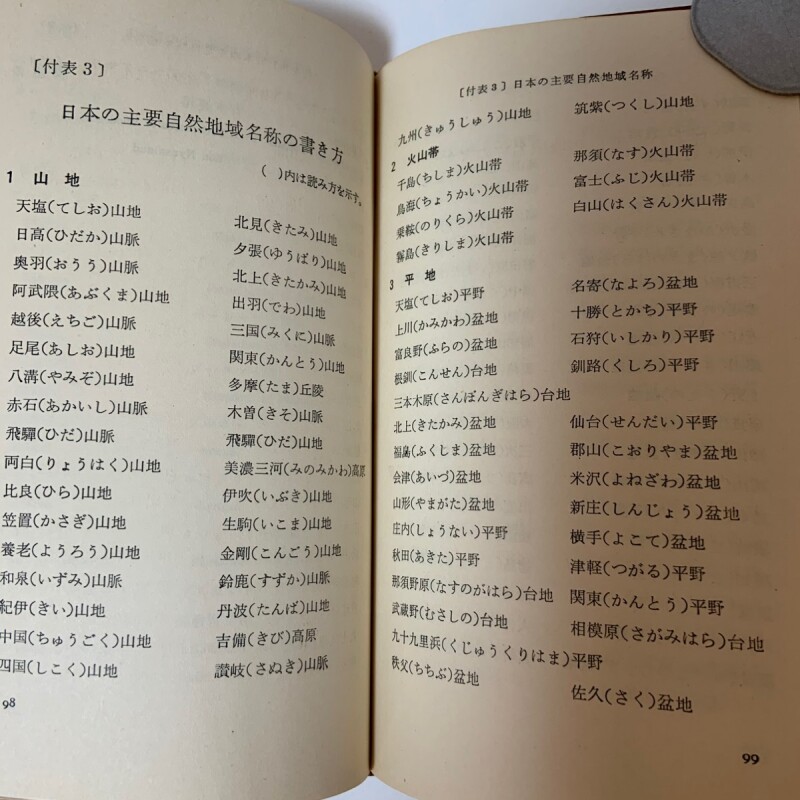 〔付表3〕
日本の主要自然地域名称の書き方
( )内は読み方を示す。
1 山地
天塩(てしお)山地 北見(きたみ)山地
日高(ひだか)山脈 夕張(ゆうばり)山地
奥羽(おうう)山脈 北上(きたかみ)山地
阿武隈(あぶくま)山地 出羽(でわ)山地
越後(えちご)山脈 三国(みくに)山脈
足尾(あしお)山地 関東(かんとう)山地
八溝(やみぞ)山地 多摩(たま)丘陵
赤石(あかいし)山脈 木曽(きそ)山脈
飛驒(ひだ)山脈 飛驒(ひだ)山地
両白(りょうはく)山地 美濃三河(みのみかわ)高原
比良(ひら)山地 伊吹(いぶき)山地
笠置(かさぎ)山地 生駒(いこま)山地
養老(ようろう)山地 金剛(こんごう)山地
和泉(いずみ)山脈 鈴鹿(すずか)山脈
紀伊(きい)山地 丹波(たんば)山地
中国(ちゅうごく)山地 吉備(きび)高原
四国(しこく)山地 讃岐(さぬき)山脈
98
〔付表3〕日本の主要自然地域名称
九州(きゅうしゅう)山地 筑紫(つくし)山地
2 火山帯
千島(ちしま)火山帯 那須(なす)火山帯
鳥海(ちょうかい)火山帯 富士(ふじ)火山帯
乗鞍(のりくら)火山帯 白山(はくさん)火山帯
霧島(きりしま)火山帯
3 平地
天塩(てしお)平野 名寄(なよろ)盆地
上川(かみかわ)盆地 十勝(とかち)平野
富良野(ふらの)盆地 石狩(いしかり)平野
根釧(こんせん)台地 釧路(くしろ)平野
三本木原(さんぼんぎはら)台地
北上(きたかみ)盆地 仙台(せんだい)平野
福島(ふくしま)盆地 郡山(こおりやま)盆地
会津(あいづ)盆地 米沢(よねざわ)盆地
山形(やまがた)盆地 新庄(しんじょう)盆地
庄内(しょうない)平野 横手(よこて)盆地
秋田(あきた)平野 津軽(つがる)平野
那須野原(なすのがはら)台地 関東(かんとう)平野
武蔵野(むさしの)台地 相模原(さがみはら)台地
九十九里浜(くじゅうくりはま)平野
秩父(ちちぶ)盆地 佐久(さく)盆地
99